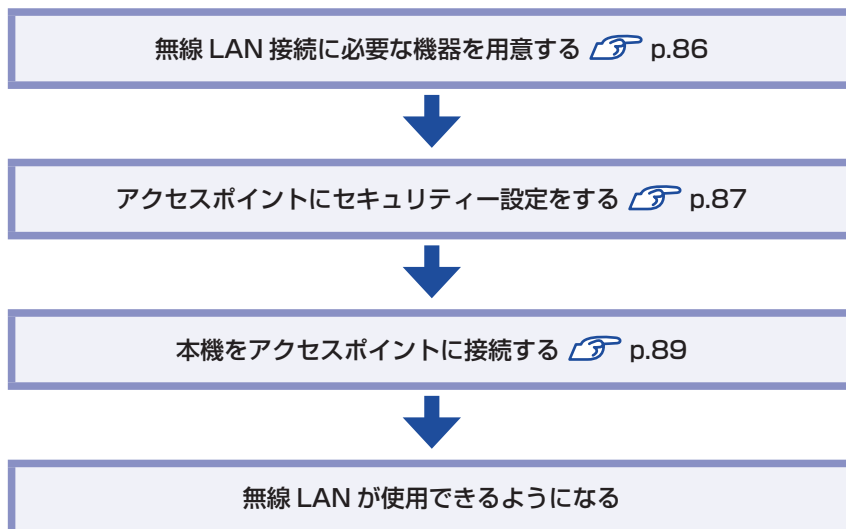 無線 LAN 接続に必要な機器を用意する p.86
アクセスポイントにセキュリティー設定をする p.87
本機をアクセスポイントに接続する p.89
無線 LAN が使用できるようになる